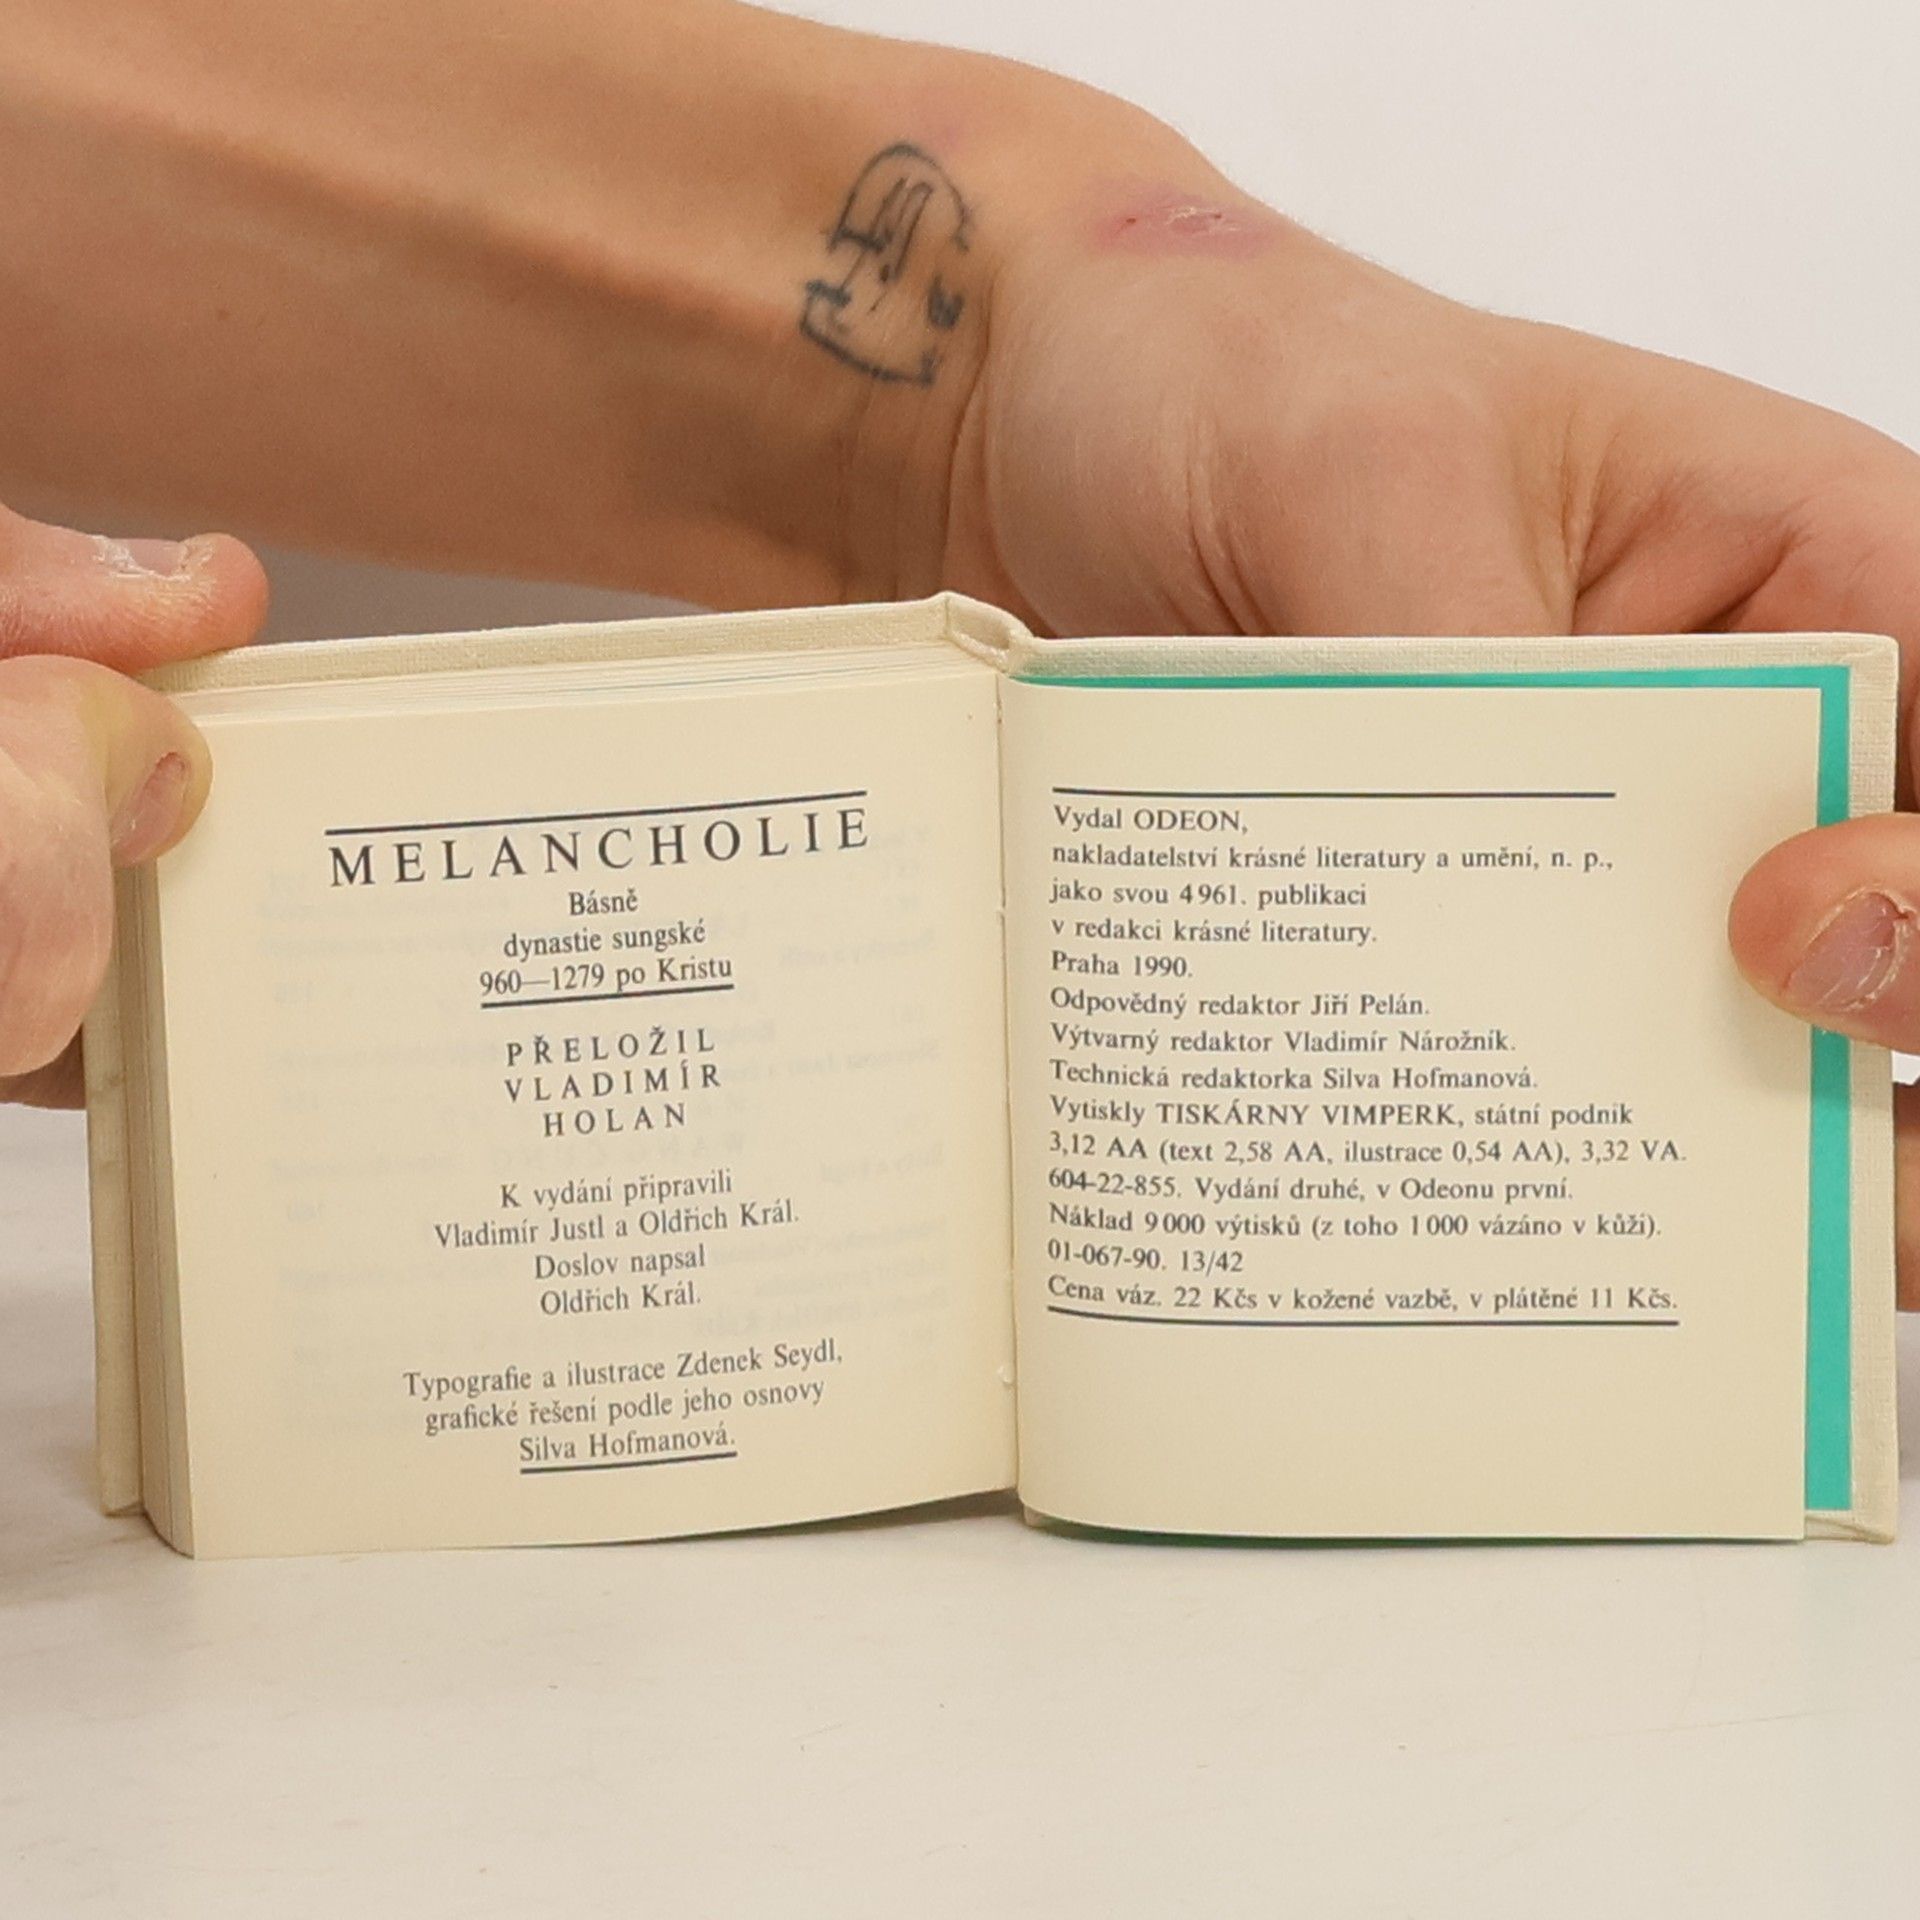 MELANCHOLIE
Básně
dynastie sungské
960—1279 po Kristu
PŘELOŽIL
VLADIMÍR
HOLAN
K vydání připravili
Vladimír Justl a Oldřich Král.
Doslov napsal
Oldřich Král.
Typografie a ilustrace Zdenek Seydl,
grafické řešení podle jeho osnovy
Silva Hofmanová.
Vydal ODEON,
nakladatelství krásné literatury a umění, n. p.,
jako svou 4961. publikaci
v redakci krásné literatury.
Praha 1990.
Odpovědný redaktor Jiří Pelán.
Výtvarný redaktor Vladimír Nárožník.
Technická redaktorka Silva Hofmanová.
Vytiskly TISKÁRNY VIMPERK, státní podnik
3,12 AA (text 2,58 AA, ilustrace 0,54 AA), 3,32 VA.
604-22-855. Vydání druhé, v Odeonu první.
Náklad 9000 výtisků (z toho 1000 vázáno v kůži).
01-067-90. 13/42
Cena váz. 22 Kčs v kožené vazbě, v plátěné 11 Kčs.